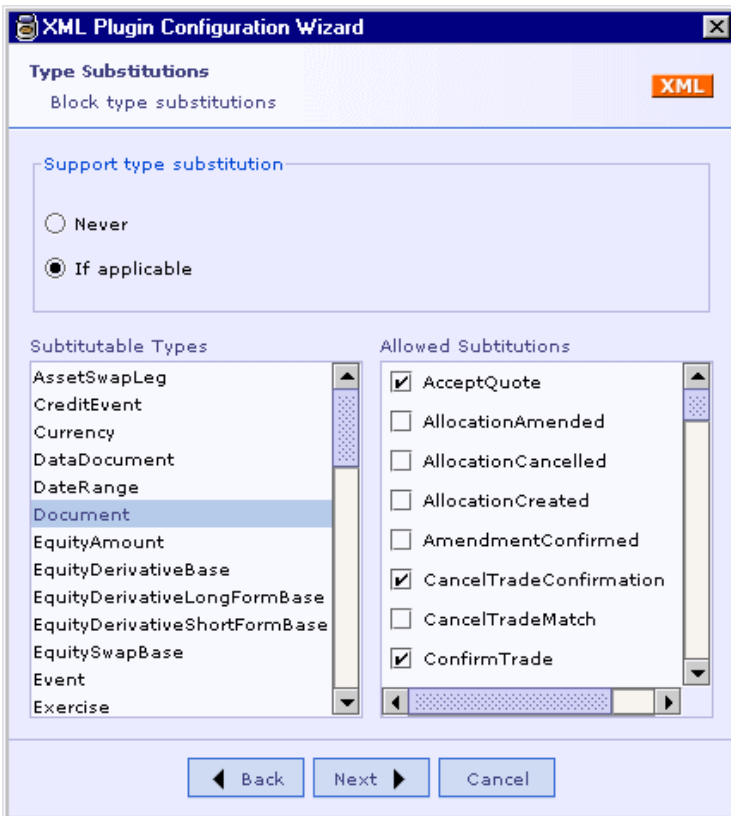 XML Plugin Configuration Wizard
Type Substitutions
Block type substitutions
XML
Support type substitution
Never
If applicable
Subtitutable Types
AssetSwapLeg
CreditEvent
Currency
DataDocument
DateRange
Document
EquityAmount
EquityDerivativeBase
EquityDerivativeLongFormBase
EquityDerivativeShortFormBase
EquitySwapBase
Event
Exercise
Allowed Subtitutions
AcceptQuote
AllocationAmended
AllocationCancelled
AllocationCreated
AmendmentConfirmed
CancelTradeConfirmation
CancelTradeMatch
ConfirmTrade
Back
Next
Cancel